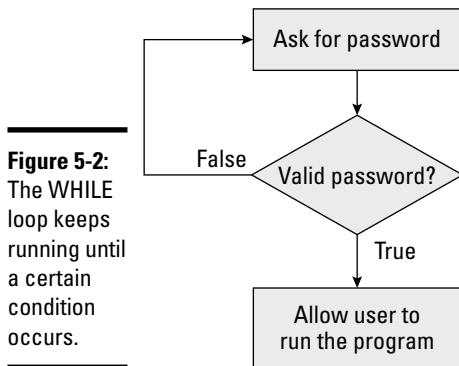 Figure 5-2:
The WHILE
loop keeps
running until
a certain
condition
occurs.
Ask for password
False
Valid password?
True
Allow user to
run the program